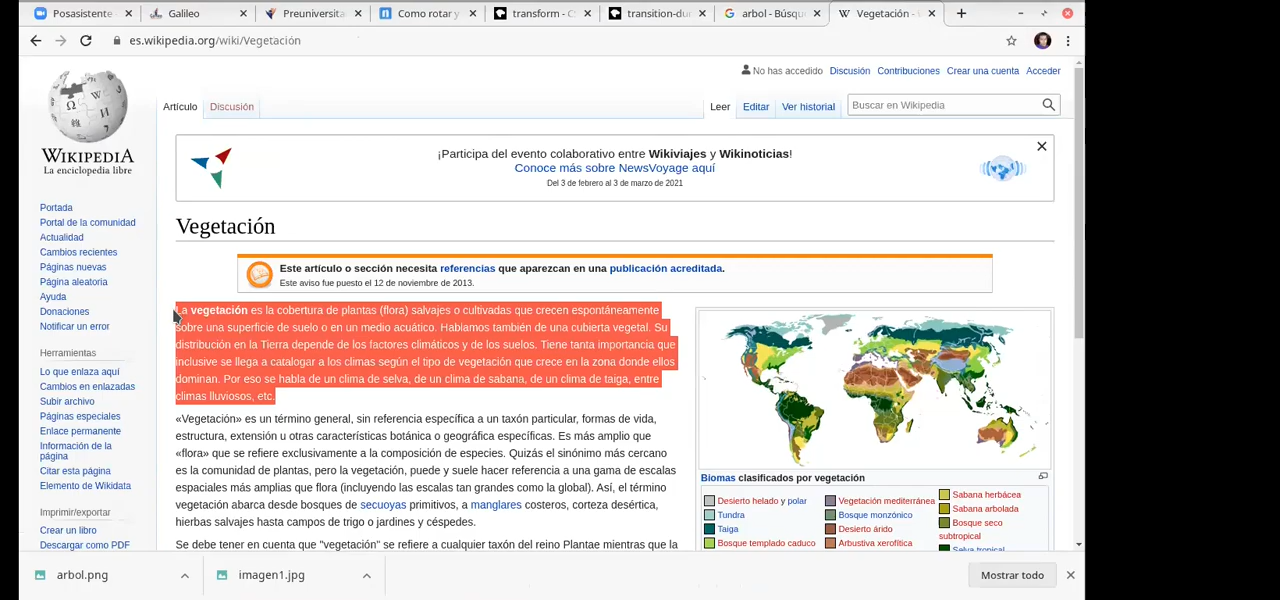 Posasistente
Galileo
Preuniversita
Como rotar y
transform - C
transition-du
arbol - Búsqu
Vegetación -
es.wikipedia.org/wiki/Vegetación
No has accedido Discusión Contribuciones Crear una cuenta Acceder
Artículo Discusión Leer Editar Ver historial Buscar en Wikipedia
WIKIPEDIA
La enciclopedia libre
¡Participa del evento colaborativo entre Wikiviajes y Wikinoticias!
Conoce más sobre NewsVoyage aquí
Del 3 de febrero al 3 de marzo de 2021
Portada
Portal de la comunidad
Actualidad
Cambios recientes
Páginas nuevas
Página aleatoria
Ayuda
Donaciones
Notificar un error
Herramientas
Lo que enlaza aquí
Cambios en enlazadas
Subir archivo
Páginas especiales
Enlace permanente
Información de la
página
Citar esta página
Elemento de Wikidata
Imprimir/exportar
Crear un libro
Descargar como PDF
Vegetación
Este artículo o sección necesita referencias que aparezcan en una publicación acreditada.
Este aviso fue puesto el 12 de noviembre de 2013.
La vegetación es la cobertura de plantas (flora) salvajes o cultivadas que crecen espontáneamente
sobre una superficie de suelo o en un medio acuático. Hablamos también de una cubierta vegetal. Su
distribución en la Tierra depende de los factores climáticos y de los suelos. Tiene tanta importancia que
inclusive se llega a catalogar a los climas según el tipo de vegetación que crece en la zona donde ellos
dominan. Por eso se habla de un clima de selva, de un clima de sabana, de un clima de taiga, entre
climas lluviosos, etc.
«Vegetación» es un término general, sin referencia específica a un taxón particular, formas de vida,
estructura, extensión u otras características botánica o geográfica específicas. Es más amplio que
«flora» que se refiere exclusivamente a la composición de especies. Quizás el sinónimo más cercano
es la comunidad de plantas, pero la vegetación, puede y suele hacer referencia a una gama de escalas
espaciales más amplias que flora (incluyendo las escalas tan grandes como la global). Así, el término
vegetación abarca desde bosques de secuoyas primitivos, a manglares costeros, corteza desértica,
hierbas salvajes hasta campos de trigo o jardines y céspedes.
Se debe tener en cuenta que "vegetación" se refiere a cualquier taxón del reino Plantae mientras que la
Biomas clasificados por vegetación
Desierto helado y polar
Tundra
Taiga
Bosque templado caduco
Vegetación mediterránea
Bosque monzónico
Desierto árido
Arbustiva xerofítica
Sabana herbácea
Sabana arbolada
Bosque seco
subtropical
Selva tropical
arbol.png
imagen1.jpg
Mostrar todo